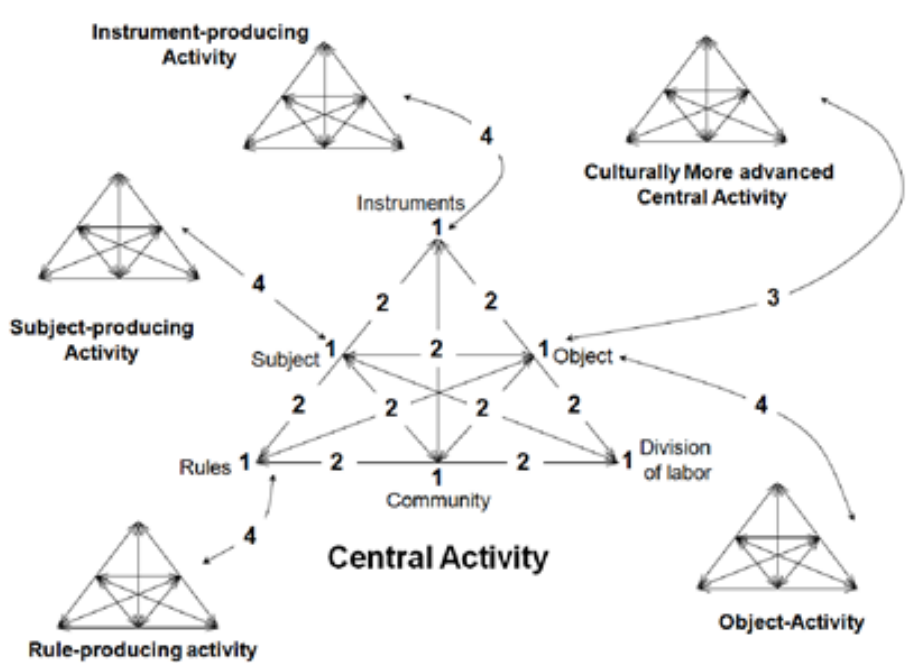 Instrument-producing
Activity
4
Culturally More advanced
Central Activity
Instruments
1
Subject-producing
Activity
4
3
2
2
Subject
1
2
1
Object
2
2
2
2
4
Rules
1
2
1
2
1
Division
of labor
Community
4
Central Activity
Rule-producing activity
Object-Activity